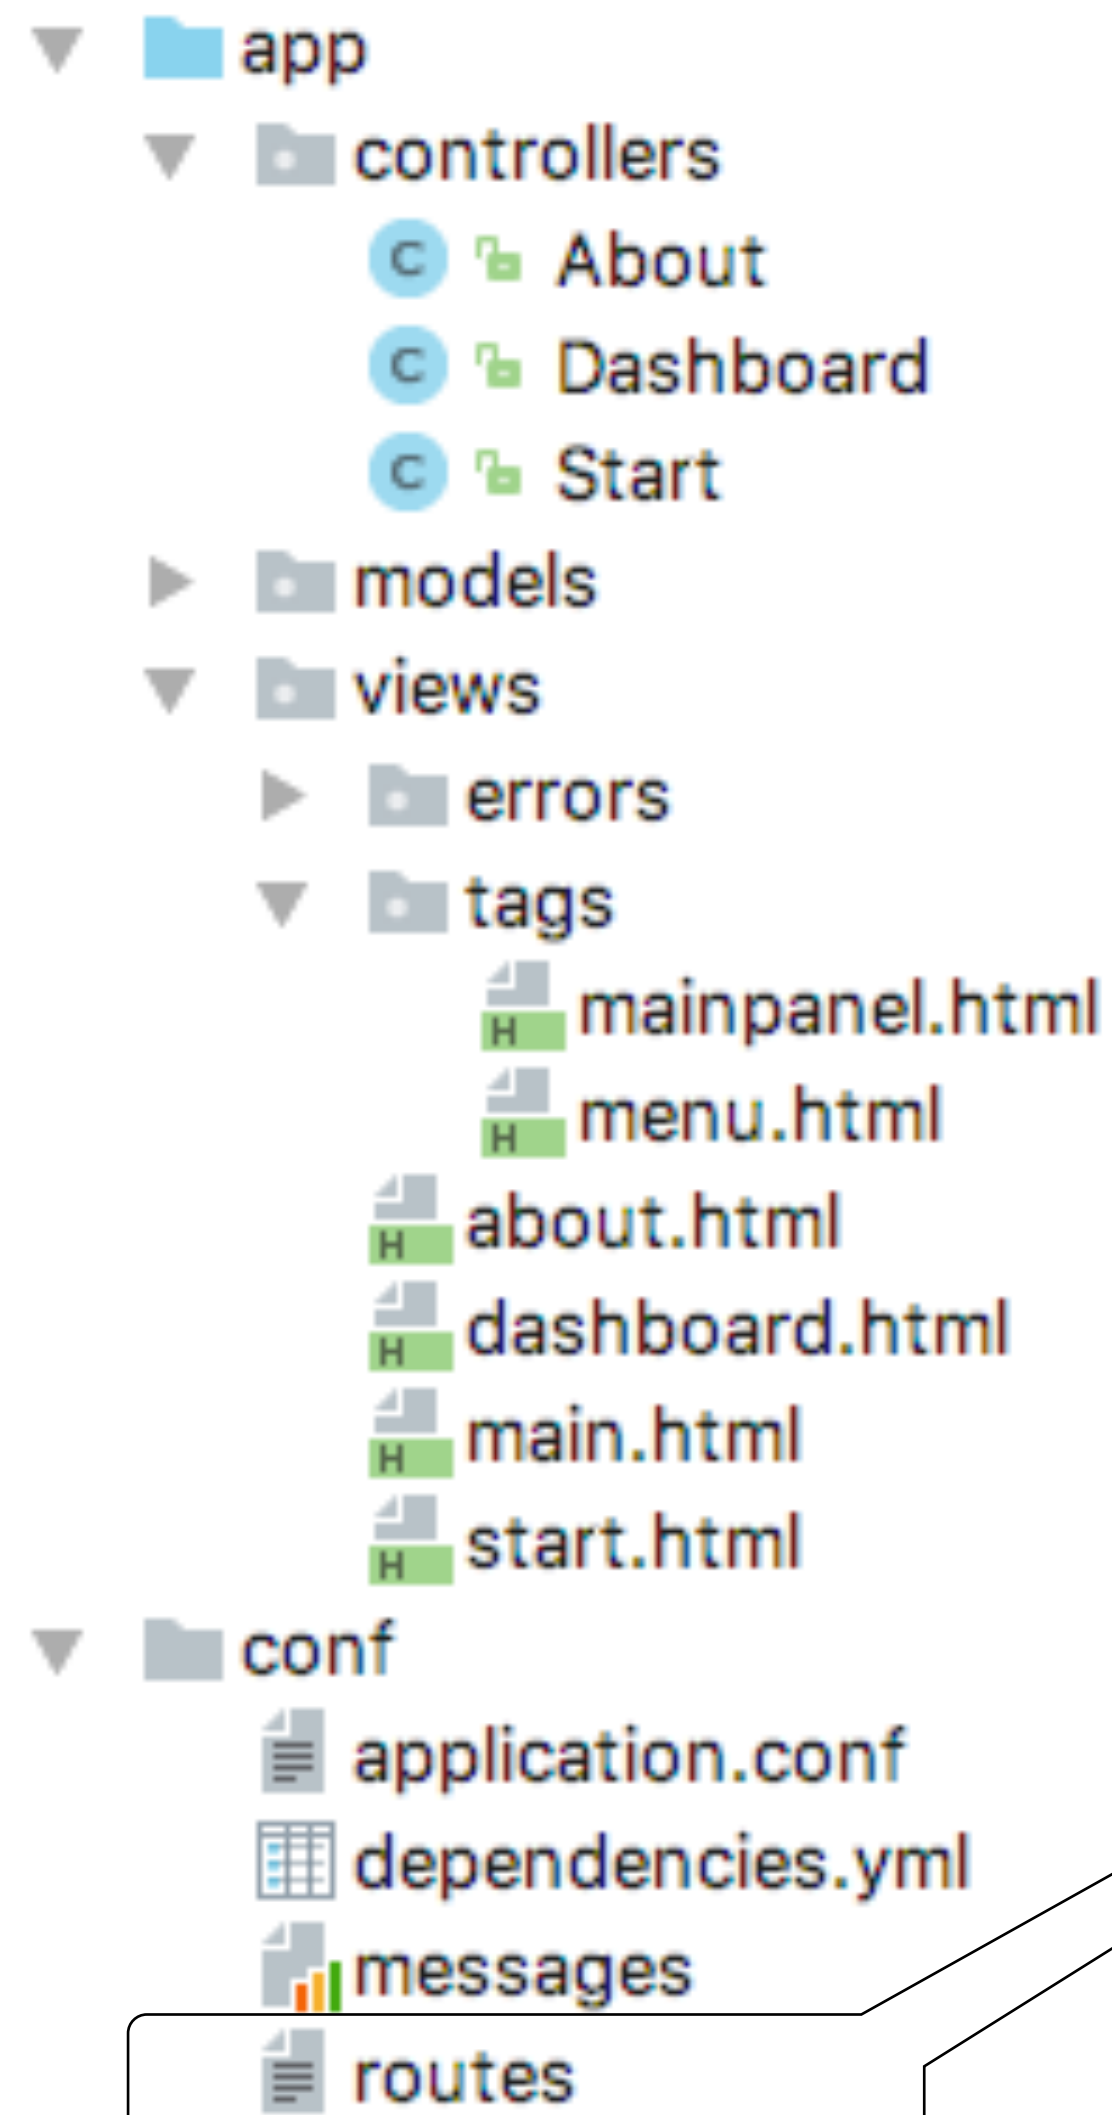 app
controllers
C About
C Dashboard
C Start
models
views
errors
tags
H mainpanel.html
H menu.html
H about.html
H dashboard.html
H main.html
H start.html
conf
application.conf
dependencies.yml
messages
routes